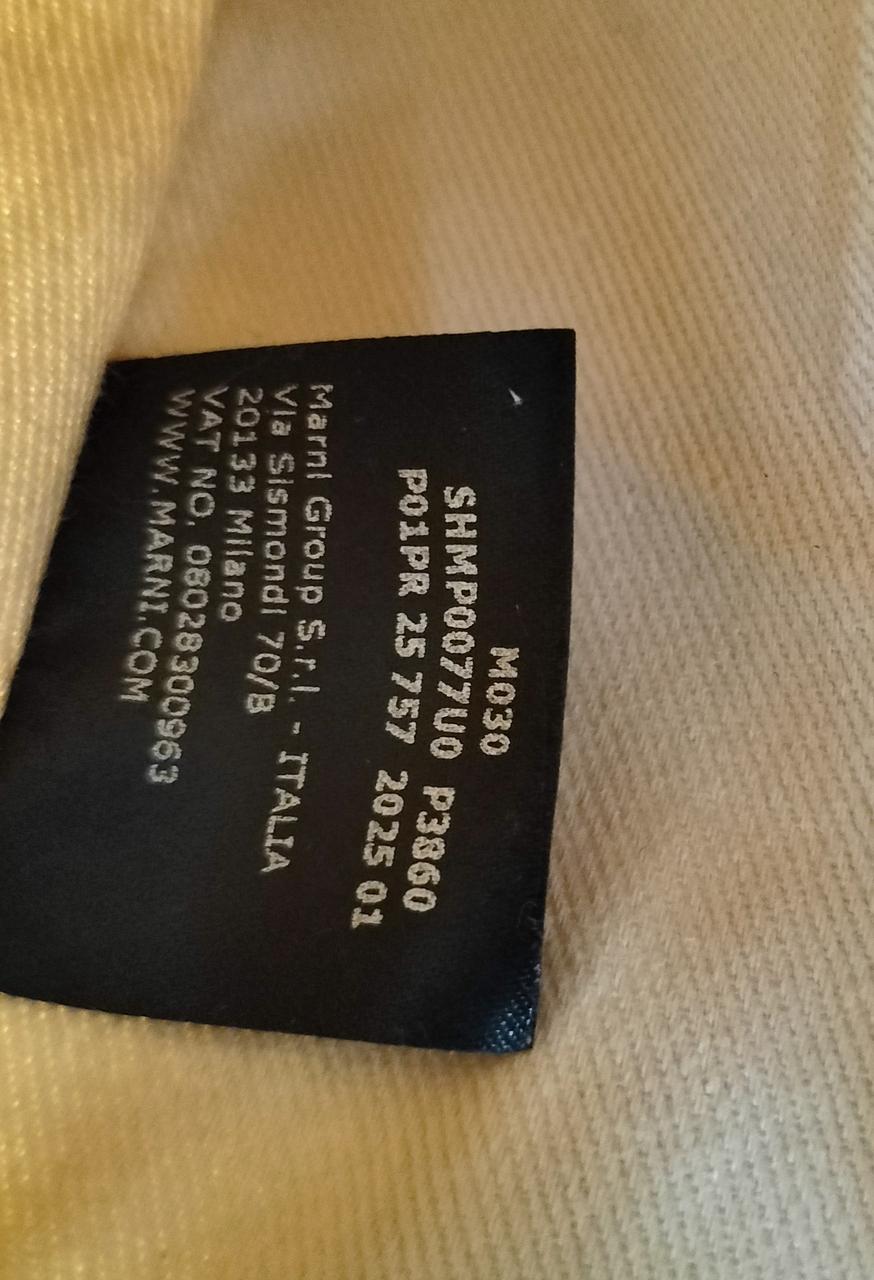 M030
SHMP0077U0 P3860
P01PR 25 757 2025 01
Marni Group S.r.l. - ITALIA
Via Sismondi 70/B
20133 Milano
VAT NO. 08028300963
WWW.MARNI.COM